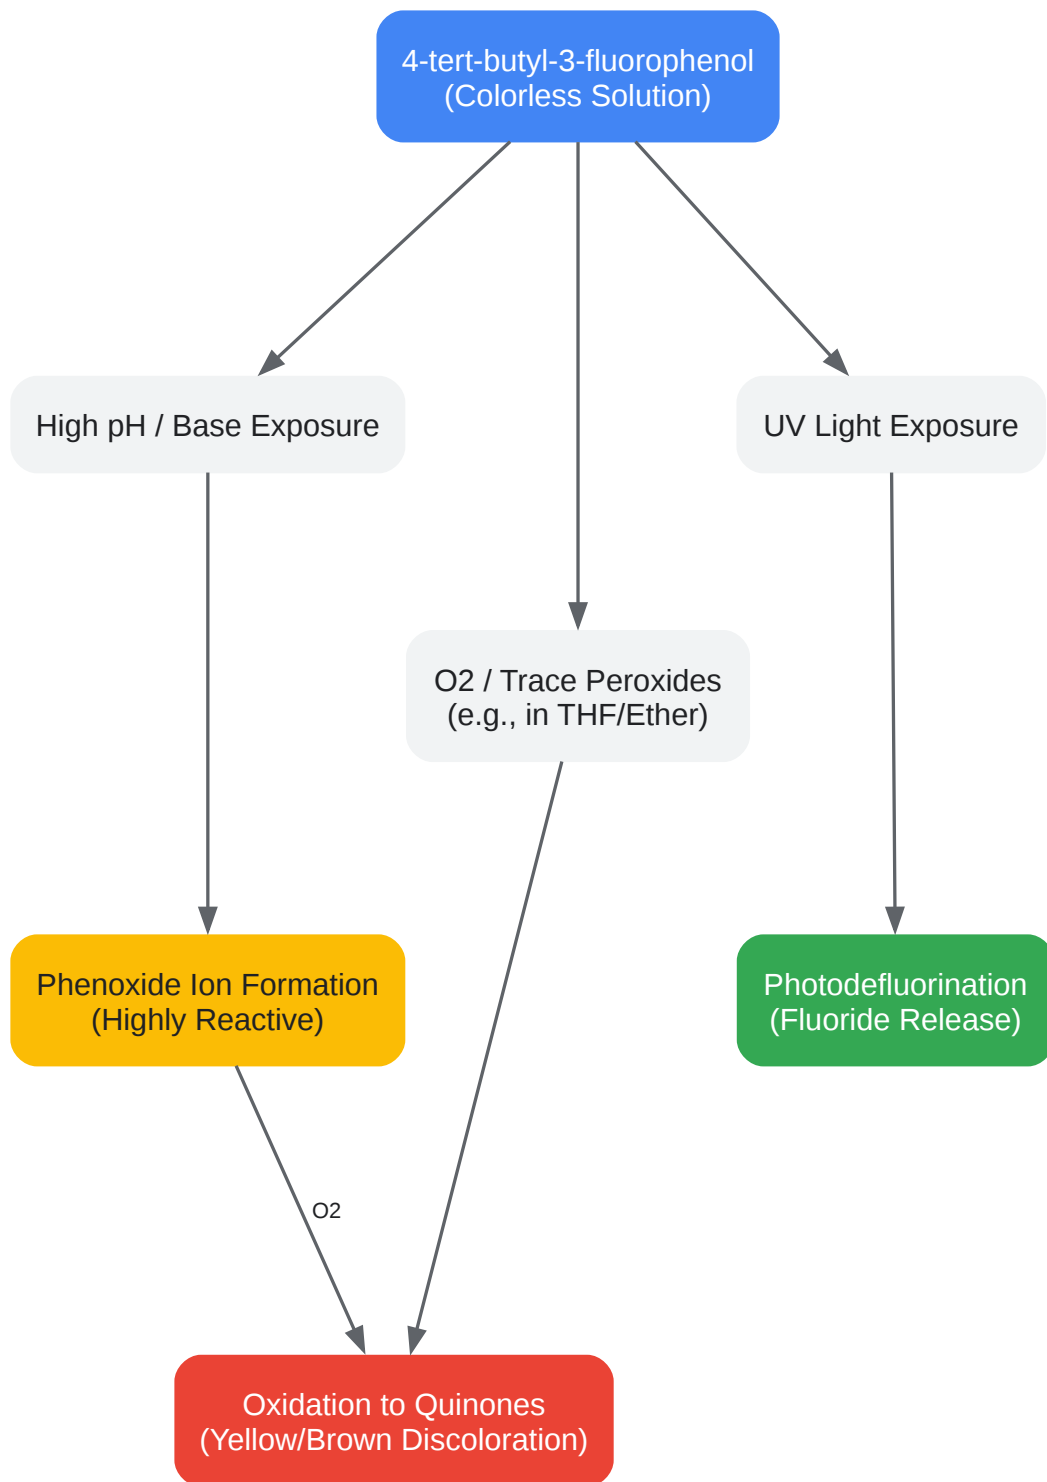 4-tert-butyl-3-fluorophenol
(Colorless Solution)
High pH / Base Exposure
UV Light Exposure
O2 / Trace Peroxides
(e.g., in THF/Ether)
Phenoxide Ion Formation
(Highly Reactive)
Photodefluorination
(Fluoride Release)
O2
Oxidation to Quinones
(Yellow/Brown Discoloration)